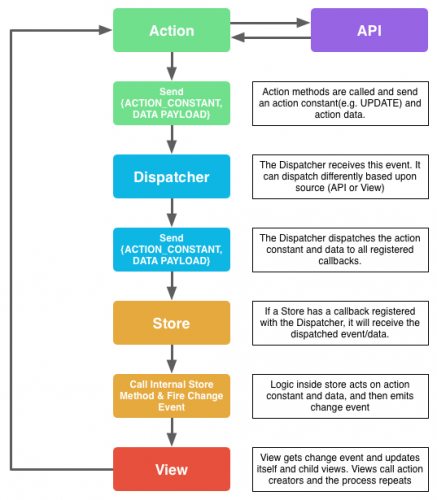 Action
API
Send
(ACTION_CONSTANT,
DATA PAYLOAD)
Action methods are called and send
an action constant(e.g. UPDATE) and
action data.
Dispatcher
The Dispatcher receives this event. It
can dispatch differently based upon
source (API or View)
Send
(ACTION_CONSTANT,
DATA PAYLOAD)
The Dispatcher dispatches the action
constant and data to all registered
callbacks.
Store
If a Store has a callback registered
with the Dispatcher, it will receive the
dispatched event/data.
Call Internal Store
Method & Fire Change
Event
Logic inside store acts on action
constant and data, and then emits
change event
View
View gets change event and updates
itself and child views. Views call action
creators and the process repeats